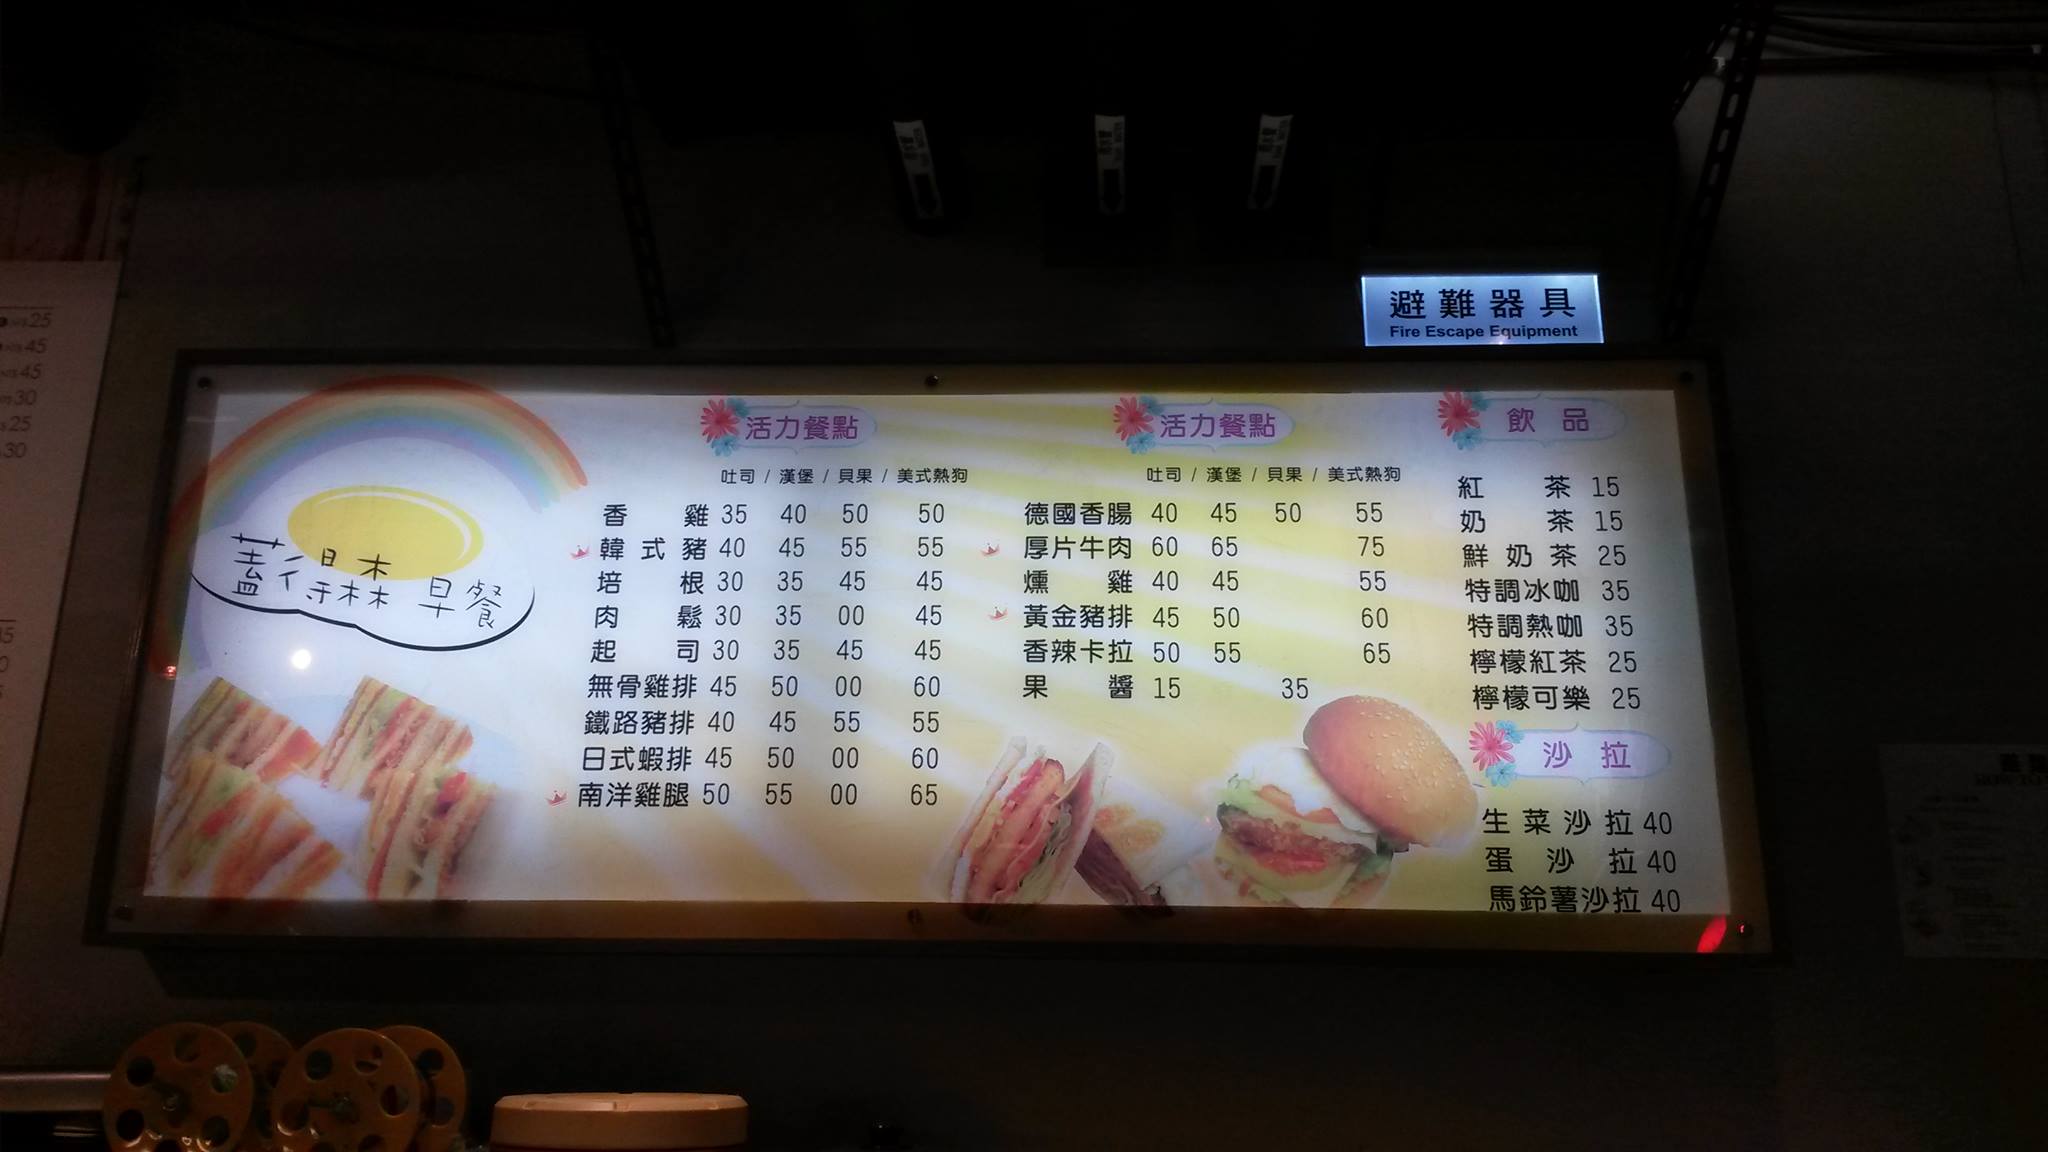 避難器具
Fire Escape Equipment
蓋得林 早餐
活力餐點
吐司 / 漢堡 / 貝果 / 美式熱狗
香雞 35 40 50 50
韓式豬 40 45 55 55
培根 30 35 45 45
肉鬆 30 35 00 45
起司 30 35 45 45
無骨雞排 45 50 00 60
鐵路豬排 40 45 55 55
日式蝦排 45 50 00 60
南洋雞腿 50 55 00 65
活力餐點
吐司 / 漢堡 / 貝果 / 美式熱狗
德國香腸 40 45 50 55
厚片牛肉 60 65 75
燻雞 40 45 55
黃金豬排 45 50 60
香辣卡拉 50 55 65
果醬 15 35
飲品
紅茶 15
奶茶 15
鮮奶茶 25
特調冰咖 35
特調熱咖 35
檸檬紅茶 25
檸檬可樂 25
沙拉
生菜沙拉 40
蛋沙拉 40
馬鈴薯沙拉 40
25
45
45
30
25
30